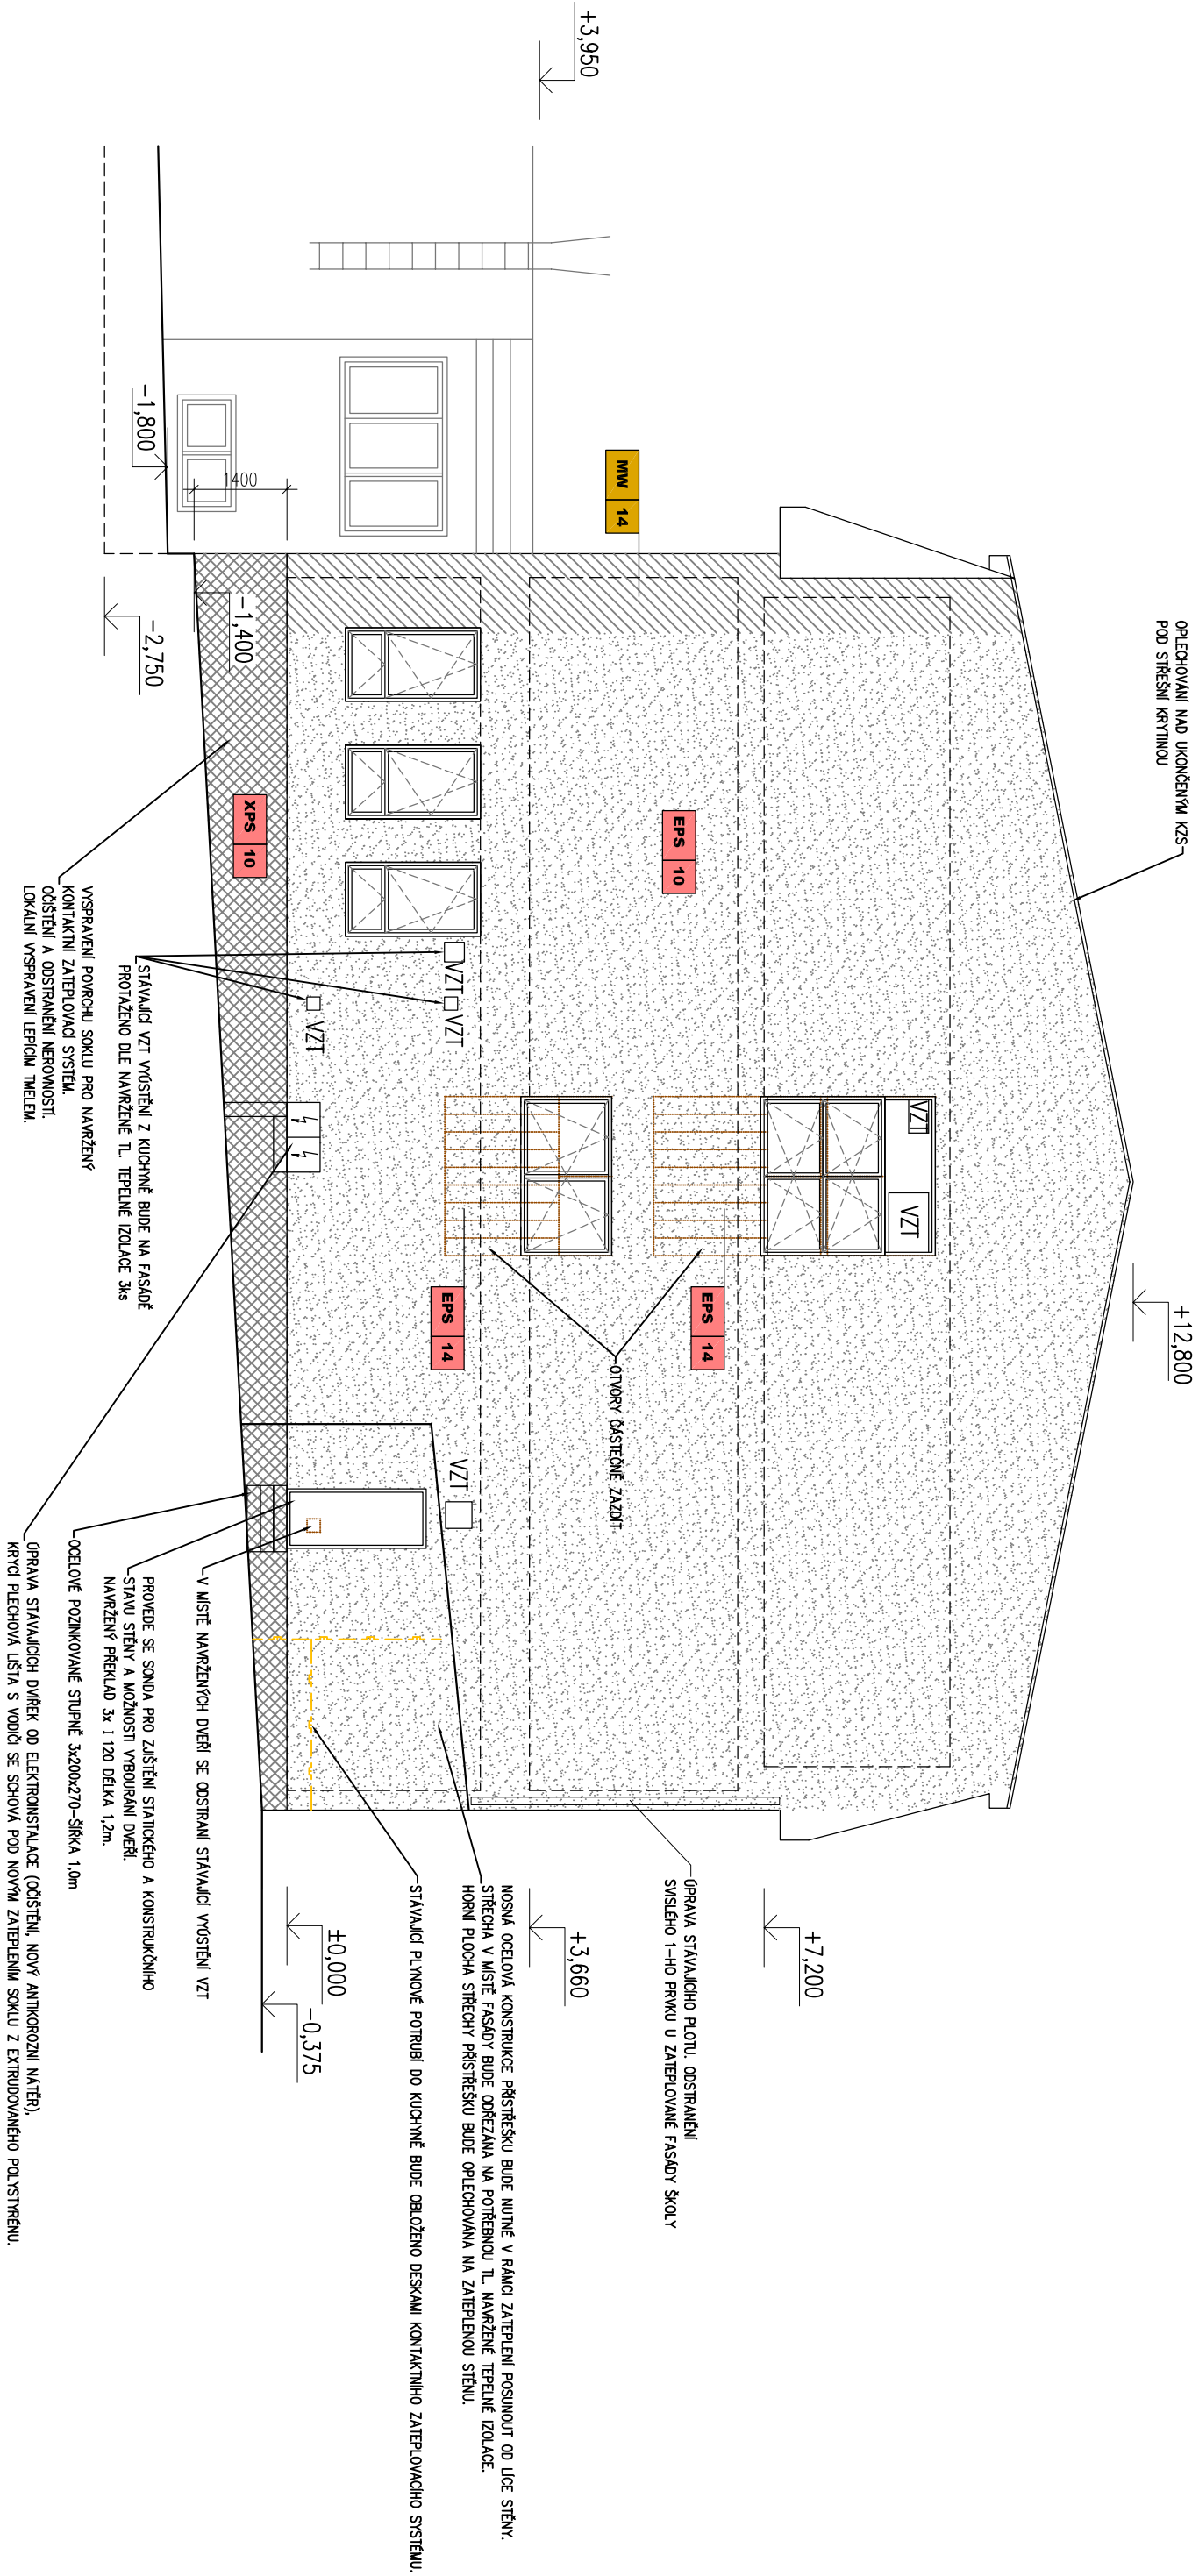 OPLECHOVÁNÍ NAD UKONČENÝM KZS
POD STŘEŠNÍ KRYTINOU
+12,800
+3,950
+7,200
+3,660
±0,000
-0,375
-1,800
1400
-1,400
-2,750
MW 14
EPS 10
XPS 10
EPS 14
EPS 14
VZT
VZT
VZT
VZT
VZT
VZT
OTVORY ČÁSTEČNĚ ZAZDÍT
ÚPRAVA STÁVAJÍCÍHO PLOTU. ODSTRANĚNÍ
SVISLÉHO 1-HO PRVKU U ZATEPLOVANÉ FASÁDY ŠKOLY
NOSNÁ OCELOVÁ KONSTRUKCE PŘÍSTŘEŠKU BUDE NUTNÉ V RÁMCI ZATEPLENÍ POSUNOUT OD LÍCE STĚNY.
STŘECHA V MÍSTĚ FASÁDY BUDE ODŘEZÁNA NA POTŘEBNOU TL. NAVRŽENÉ TEPELNÉ IZOLACE.
HORNÍ PLOCHA STŘECHY PŘÍSTŘEŠKU BUDE OPLECHOVÁNA NA ZATEPLENOU STĚNU.
STÁVAJÍCÍ PLYNOVÉ POTRUBÍ DO KUCHYNĚ BUDE OBLOŽENO DESKAMI KONTAKTNÍHO ZATEPLOVACÍHO SYSTÉMU.
V MÍSTĚ NAVRŽENÝCH DVEŘÍ SE ODSTRANÍ STÁVAJÍCÍ VYÚSTĚNÍ VZT
PROVEDE SE SONDA PRO ZJIŠTĚNÍ STATICKÉHO A KONSTRUKČNÍHO
STAVU STĚNY A MOŽNOSTI VYBOURÁNÍ DVEŘÍ.
NAVRŽENÝ PŘEKLAD 3x I 120 DÉLKA 1,2m.
OCELOVÉ POZINKOVANÉ STUPNĚ 3x200x270-ŠÍŘKA 1,0m
STÁVAJÍCÍ VZT VYÚSTĚNÍ Z KUCHYNĚ BUDE NA FASÁDĚ
PROTAŽENO DLE NAVRŽENÉ TL. TEPELNÉ IZOLACE 3ks
VYSPRAVENÍ POVRCHU SOKLU PRO NAVRŽENÝ
KONTAKTNÍ ZATEPLOVACÍ SYSTÉM.
OČIŠTĚNÍ A ODSTRANĚNÍ NEROVNOSTÍ.
LOKÁLNÍ VYSPRAVENÍ LEPÍCÍM TMELEM.
ÚPRAVA STÁVAJÍCÍCH DVÍŘEK OD ELEKTROINSTALACE (OČIŠTĚNÍ, NOVÝ ANTIKOROZNÍ NÁTĚR),
KRYCÍ PLECHOVÁ LIŠTA S VODIČI SE SCHOVÁ POD NOVÝM ZATEPLENÍM SOKLU Z EXTRUDOVANÉHO POLYSTYRÉNU.